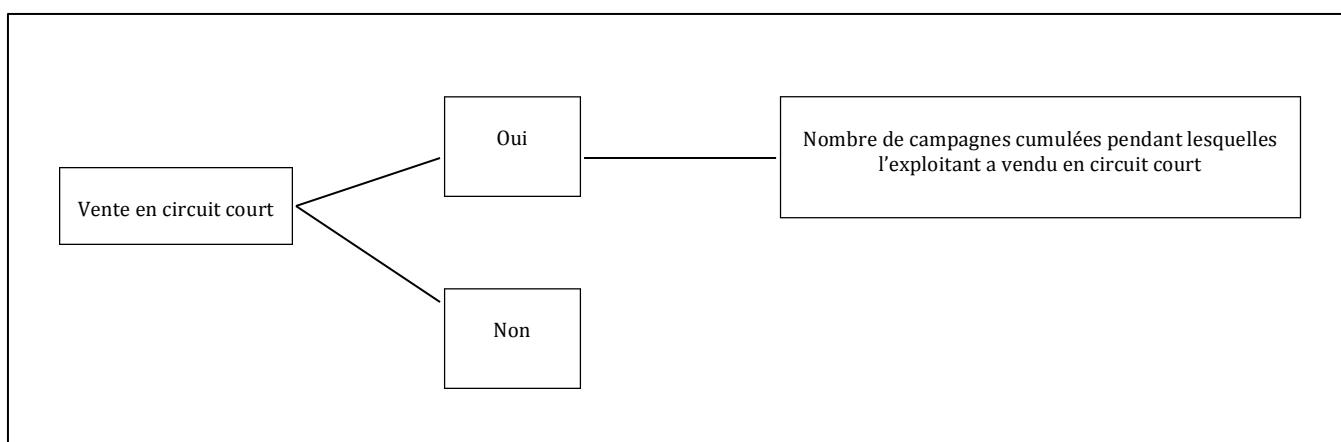 Vente en circuit court
Oui
Nombre de campagnes cumulées pendant lesquelles
l’exploitant a vendu en circuit court
Non